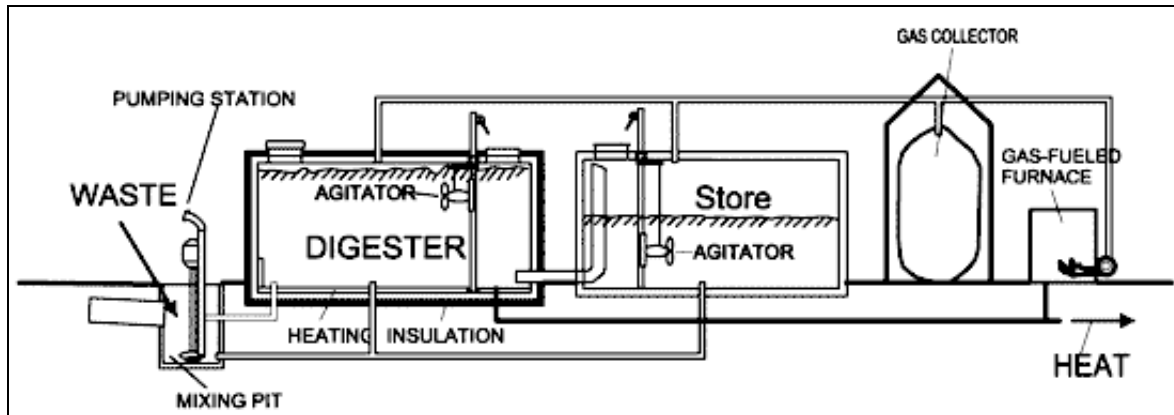 GAS COLLECTOR
PUMPING STATION
GAS-FUELED
FURNACE
WASTE
AGITATOR
Store
DIGESTER
AGITATOR
HEATING INSULATION
HEAT
MIXING PIT